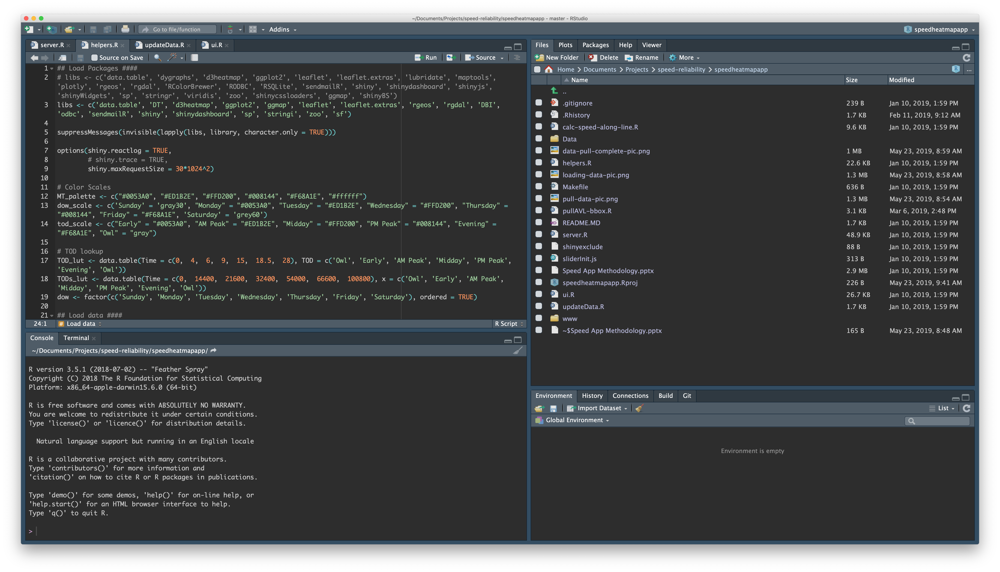 ~/Documents/Projects/speed-reliability/speedheatmapapp - master - RStudio
Go to file/function
Addins
speedheatmapapp
server.R
helpers.R
updateData.R
ui.R
Source on Save
Run
Source
1 ## Load Packages ####
2 # libs <- c('data.table', 'dygraphs', 'd3heatmap', 'ggplot2', 'leaflet', 'leaflet.extras', 'lubridate', 'maptools',
'plotly', 'rgeos', 'rgdal', 'RColorBrewer', 'RODBC', 'RSQLite', 'sendmailR', 'shiny', 'shinydashboard', 'shinyjs',
'shinyWidgets', 'sp', 'stringr', 'viridis', 'zoo', 'shinycssloaders', 'ggmap', 'shinyBS')
3 libs <- c('data.table', 'DT', 'd3heatmap', 'ggplot2', 'ggmap', 'leaflet', 'leaflet.extras', 'rgeos', 'rgdal', 'DBI',
'odbc', 'sendmailR', 'shiny', 'shinydashboard', 'sp', 'stringi', 'zoo', 'sf')
4
5 suppressMessages(invisible(lapply(libs, library, character.only = TRUE)))
6
7 options(shiny.reactlog = TRUE,
8 # shiny.trace = TRUE,
9 shiny.maxRequestSize = 30*1024^2)
10
11 # Color Scales
12 MT_palette <- c("#0053A0", "#ED1B2E", "#FFD200", "#008144", "#F68A1E", "#ffffff")
13 dow_scale <- c('Sunday' = 'gray30', "Monday" = "#0053A0", "Tuesday" = "#ED1B2E", "Wednesday" = "#FFD200", "Thursday" =
"#008144", "Friday" = "#F68A1E", 'Saturday' = 'grey60')
14 tod_scale <- c("Early" = "#0053A0", "AM Peak" = "#ED1B2E", "Midday" = "#FFD200", "PM Peak" = "#008144", "Evening" =
"#F68A1E", "Owl" = "gray")
15
16 # TOD lookup
17 TOD_lut <- data.table(Time = c(0, 4, 6, 9, 15, 18.5, 28), TOD = c('Owl', 'Early', 'AM Peak', 'Midday', 'PM Peak',
'Evening', 'Owl'))
18 TODs_lut <- data.table(Time = c(0, 14400, 21600, 32400, 54000, 66600, 100800), x = c('Owl', 'Early', 'AM Peak',
'Midday', 'PM Peak', 'Evening', 'Owl'))
19 dow <- factor(c('Sunday', 'Monday', 'Tuesday', 'Wednesday', 'Thursday', 'Friday', 'Saturday'), ordered = TRUE)
20
21 ## Load data ####
24:1
# Load data
R Script
Console
Terminal
~/Documents/Projects/speed-reliability/speedheatmapapp/
R version 3.5.1 (2018-07-02) -- "Feather Spray"
Copyright (C) 2018 The R Foundation for Statistical Computing
Platform: x86_64-apple-darwin15.6.0 (64-bit)
R is free software and comes with ABSOLUTELY NO WARRANTY.
You are welcome to redistribute it under certain conditions.
Type 'license()' or 'licence()' for distribution details.
Natural language support but running in an English locale
R is a collaborative project with many contributors.
Type 'contributors()' for more information and
'citation()' on how to cite R or R packages in publications.
Type 'demo()' for some demos, 'help()' for on-line help, or
'help.start()' for an HTML browser interface to help.
Type 'q()' to quit R.
>
Files
Plots
Packages
Help
Viewer
New Folder
Delete
Rename
More
Home > Documents > Projects > speed-reliability > speedheatmapapp
...
Name Size Modified
..
.gitignore 239 B Jan 10, 2019, 1:59 PM
.Rhistory 1.7 KB Feb 11, 2019, 9:12 AM
calc-speed-along-line.R 9.6 KB Jan 10, 2019, 1:59 PM
Data
data-pull-complete-pic.png 1 MB May 23, 2019, 8:59 AM
helpers.R 22.6 KB Jan 10, 2019, 1:59 PM
loading-data-pic.png 1.3 MB May 23, 2019, 8:58 AM
Makefile 636 B Jan 10, 2019, 1:59 PM
pull-data-pic.png 1.3 MB May 23, 2019, 8:54 AM
pullAVL-bbox.R 3.1 KB Mar 6, 2019, 2:48 PM
README.MD 1.7 KB Jan 10, 2019, 1:59 PM
server.R 48.9 KB Jan 10, 2019, 1:59 PM
shinyexclude 88 B Jan 10, 2019, 1:59 PM
sliderInit.js 313 B Jan 10, 2019, 1:59 PM
Speed App Methodology.pptx 2.9 MB Jan 10, 2019, 1:59 PM
speedheatmapapp.Rproj 226 B May 23, 2019, 9:41 AM
ui.R 26.7 KB Jan 10, 2019, 1:59 PM
updateData.R 1.7 KB Jan 10, 2019, 1:59 PM
www
~$Speed App Methodology.pptx 165 B May 23, 2019, 8:48 AM
Environment
History
Connections
Build
Git
Import Dataset
List
Global Environment
Environment is empty